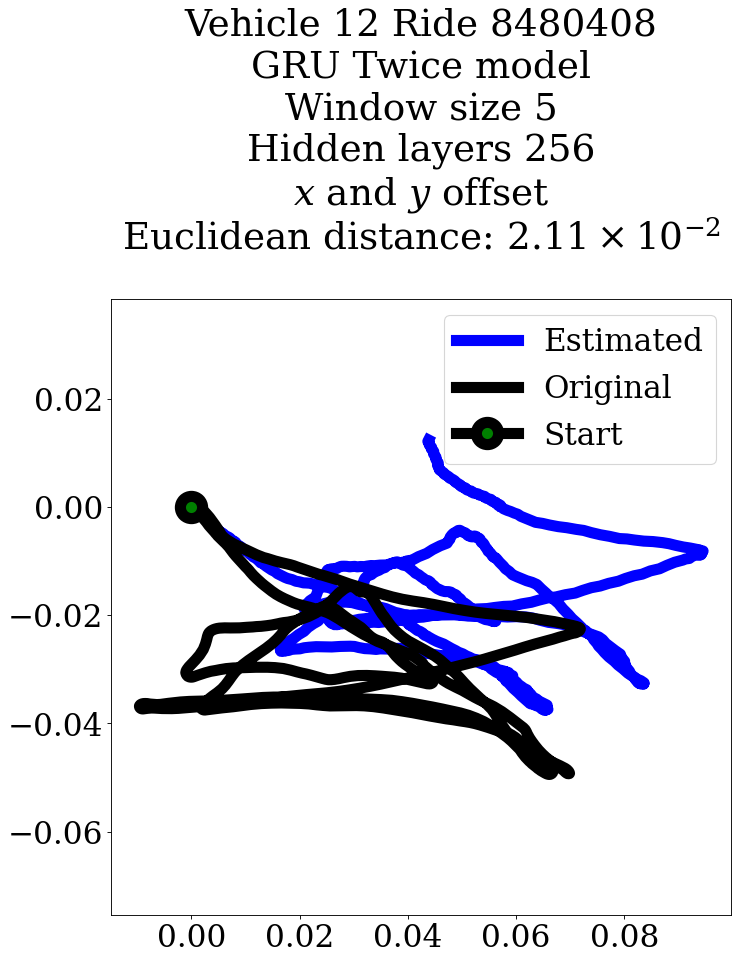 Vehicle 12 Ride 8480408
GRU Twice model
Window size 5
Hidden layers 256
x and y offset
Euclidean distance: 2.11 × 10⁻²
Estimated
Original
Start
0.02
0.00
−0.02
−0.04
−0.06
0.00 0.02 0.04 0.06 0.08